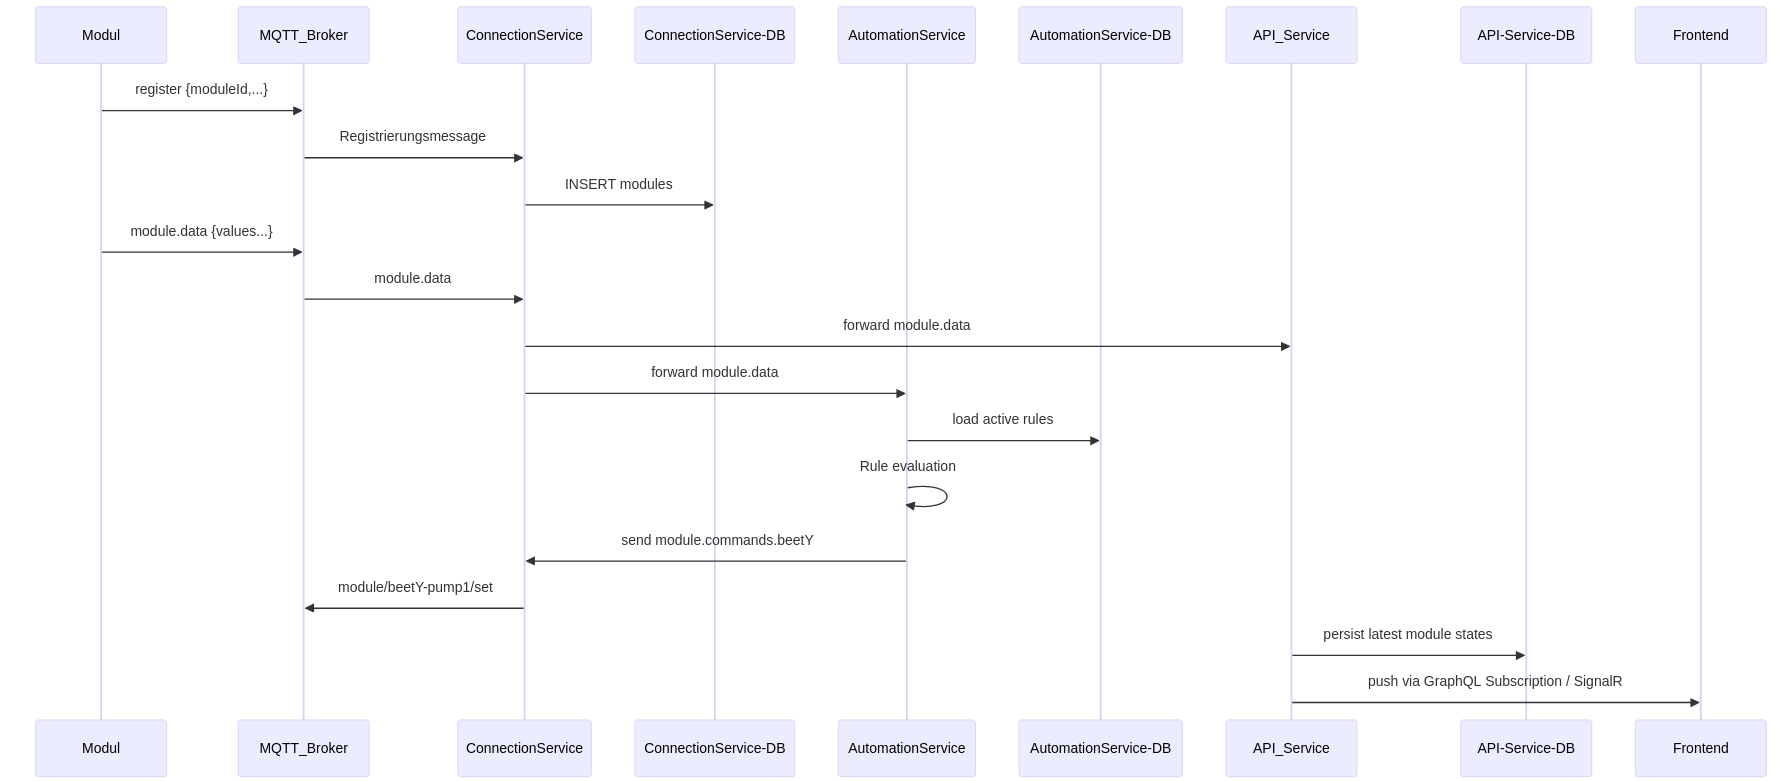 Modul
MQTT_Broker
ConnectionService
ConnectionService-DB
AutomationService
AutomationService-DB
API_Service
API-Service-DB
Frontend
register {moduleId,...}
Registrierungsmessage
INSERT modules
module.data {values...}
module.data
forward module.data
forward module.data
load active rules
Rule evaluation
send module.commands.beetY
module/beetY-pump1/set
persist latest module states
push via GraphQL Subscription / SignalR
Modul
MQTT_Broker
ConnectionService
ConnectionService-DB
AutomationService
AutomationService-DB
API_Service
API-Service-DB
Frontend